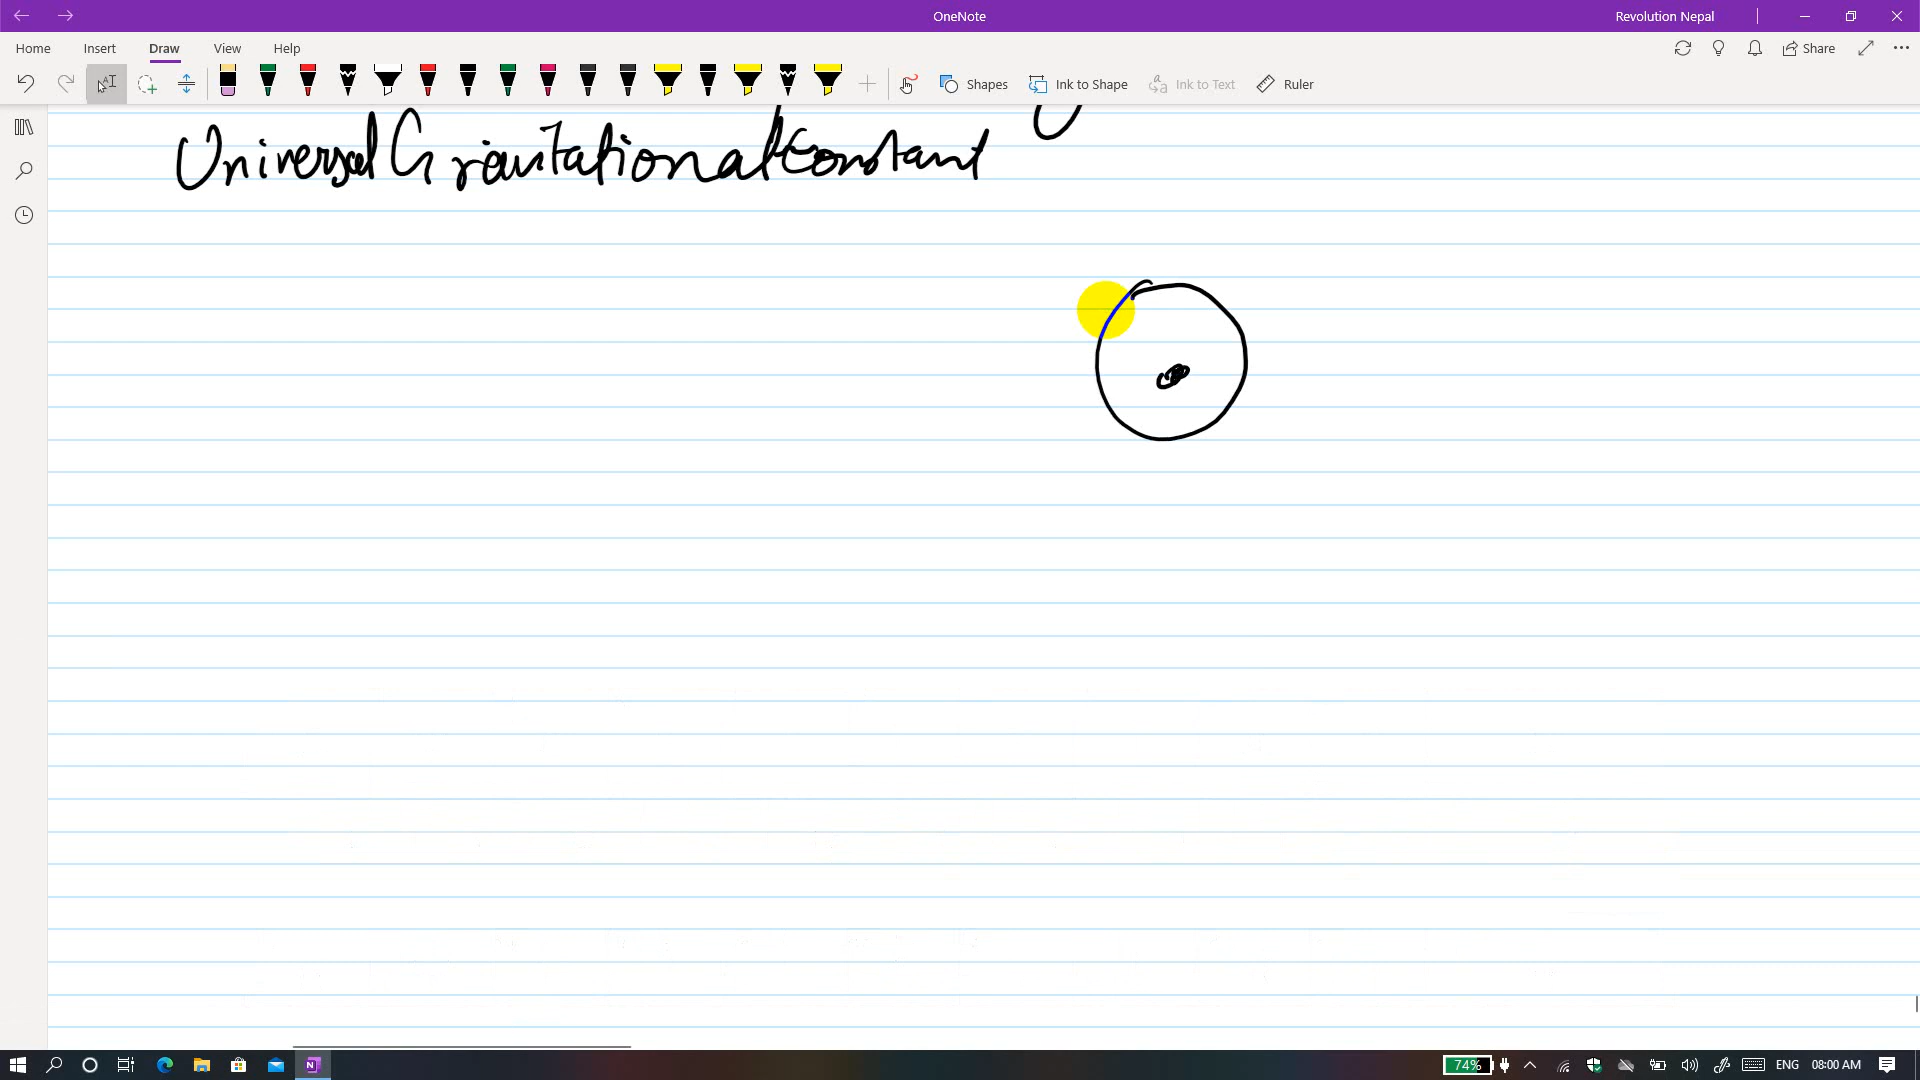 OneNote
Revolution Nepal
Home Insert Draw View Help
Share
Shapes Ink to Shape Ink to Text Ruler
Universal Gravitational Constant
74% ENG 08:00 AM